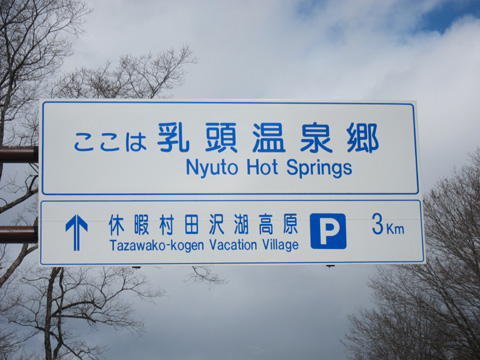 ここは 乳頭温泉郷
Nyuto Hot Springs
休暇村田沢湖高原 P 3Km
Tazawako-kogen Vacation Village